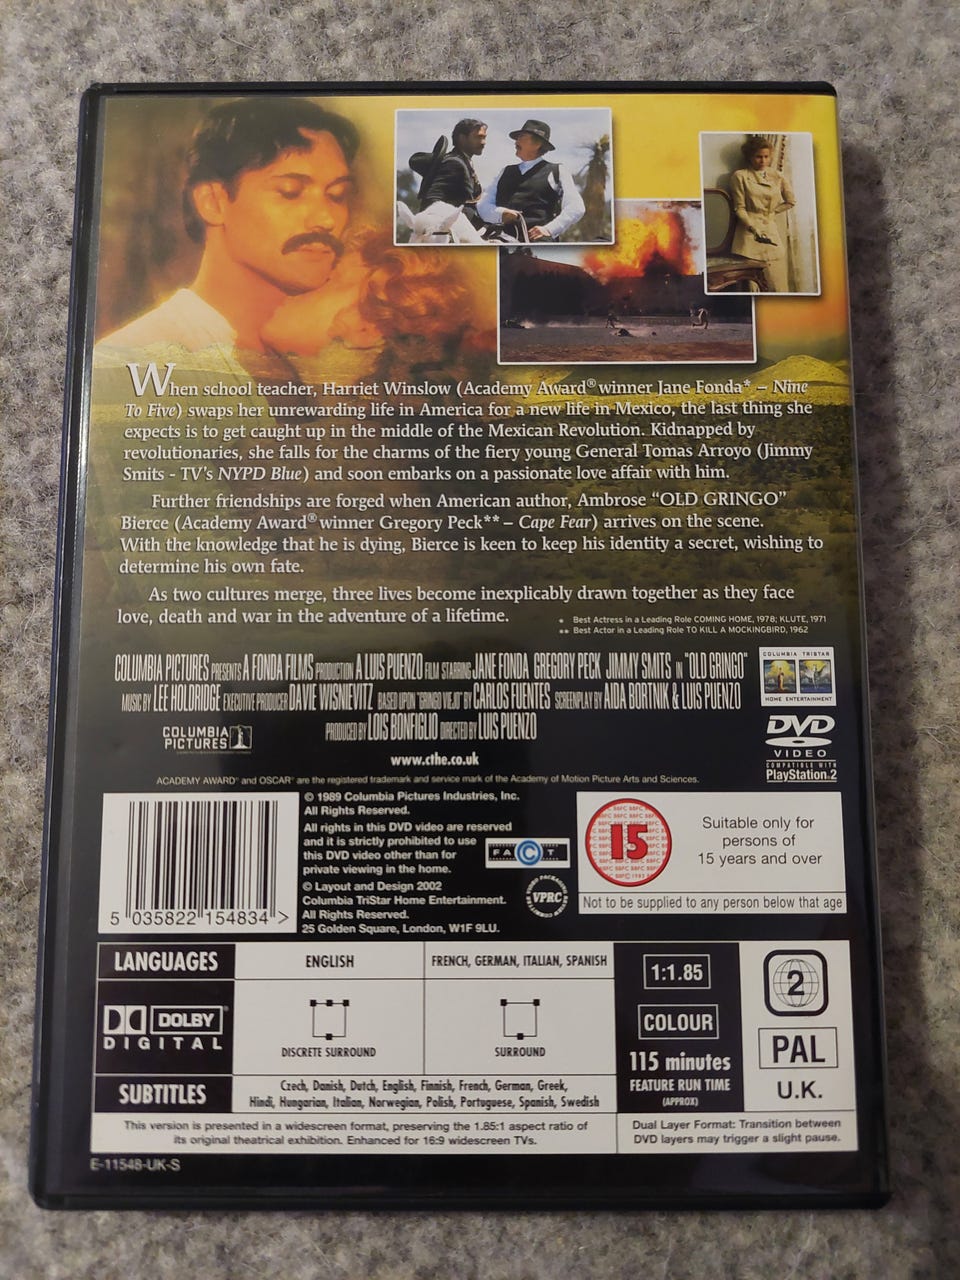 When school teacher, Harriet Winslow (Academy Award® winner Jane Fonda* – Nine
To Five) swaps her unrewarding life in America for a new life in Mexico, the last thing she
expects is to get caught up in the middle of the Mexican Revolution. Kidnapped by
revolutionaries, she falls for the charms of the fiery young General Tomas Arroyo (Jimmy
Smits - TV's NYPD Blue) and soon embarks on a passionate love affair with him.
Further friendships are forged when American author, Ambrose "OLD GRINGO"
Bierce (Academy Award® winner Gregory Peck** – Cape Fear) arrives on the scene.
With the knowledge that he is dying, Bierce is keen to keep his identity a secret, wishing to
determine his own fate.
As two cultures merge, three lives become inexplicably drawn together as they face
love, death and war in the adventure of a lifetime.
* Best Actress in a Leading Role COMING HOME, 1978; KLUTE, 1971
** Best Actor in a Leading Role TO KILL A MOCKINGBIRD, 1962
COLUMBIA PICTURES PRESENTS A FONDA FILMS PRODUCTION A LUIS PUENZO FILM STARRING JANE FONDA GREGORY PECK JIMMY SMITS IN "OLD GRINGO"
MUSIC BY LEE HOLDRIDGE EXECUTIVE PRODUCER DAVID WISNIEVITZ BASED UPON "GRINGO VIEJO" BY CARLOS FUENTES SCREENPLAY BY AIDA BORTNIK & LUIS PUENZO
PRODUCED BY LOIS BONFIGLIO DIRECTED BY LUIS PUENZO
COLUMBIA TRISTAR
HOME ENTERTAINMENT
COLUMBIA
PICTURES
DVD
VIDEO
COMPATIBLE WITH
PlayStation 2
www.cthe.co.uk
ACADEMY AWARD® and OSCAR® are the registered trademark and service mark of the Academy of Motion Picture Arts and Sciences.
5 035822 154834 >
© 1989 Columbia Pictures Industries, Inc.
All Rights Reserved.
All rights in this DVD video are reserved
and it is strictly prohibited to use
this DVD video other than for
private viewing in the home.
© Layout and Design 2002
Columbia TriStar Home Entertainment.
All Rights Reserved.
25 Golden Square, London, W1F 9LU.
FACT
VPRC
15
Suitable only for
persons of
15 years and over
Not to be supplied to any person below that age
LANGUAGES
ENGLISH
FRENCH, GERMAN, ITALIAN, SPANISH
DOLBY
DIGITAL
DISCRETE SURROUND
SURROUND
SUBTITLES
Czech, Danish, Dutch, English, Finnish, French, German, Greek,
Hindi, Hungarian, Italian, Norwegian, Polish, Portuguese, Spanish, Swedish
1:1.85
COLOUR
115 minutes
FEATURE RUN TIME
(APPROX)
2
PAL
U.K.
This version is presented in a widescreen format, preserving the 1.85:1 aspect ratio of
its original theatrical exhibition. Enhanced for 16:9 widescreen TVs.
Dual Layer Format: Transition between
DVD layers may trigger a slight pause.
E-11548-UK-S